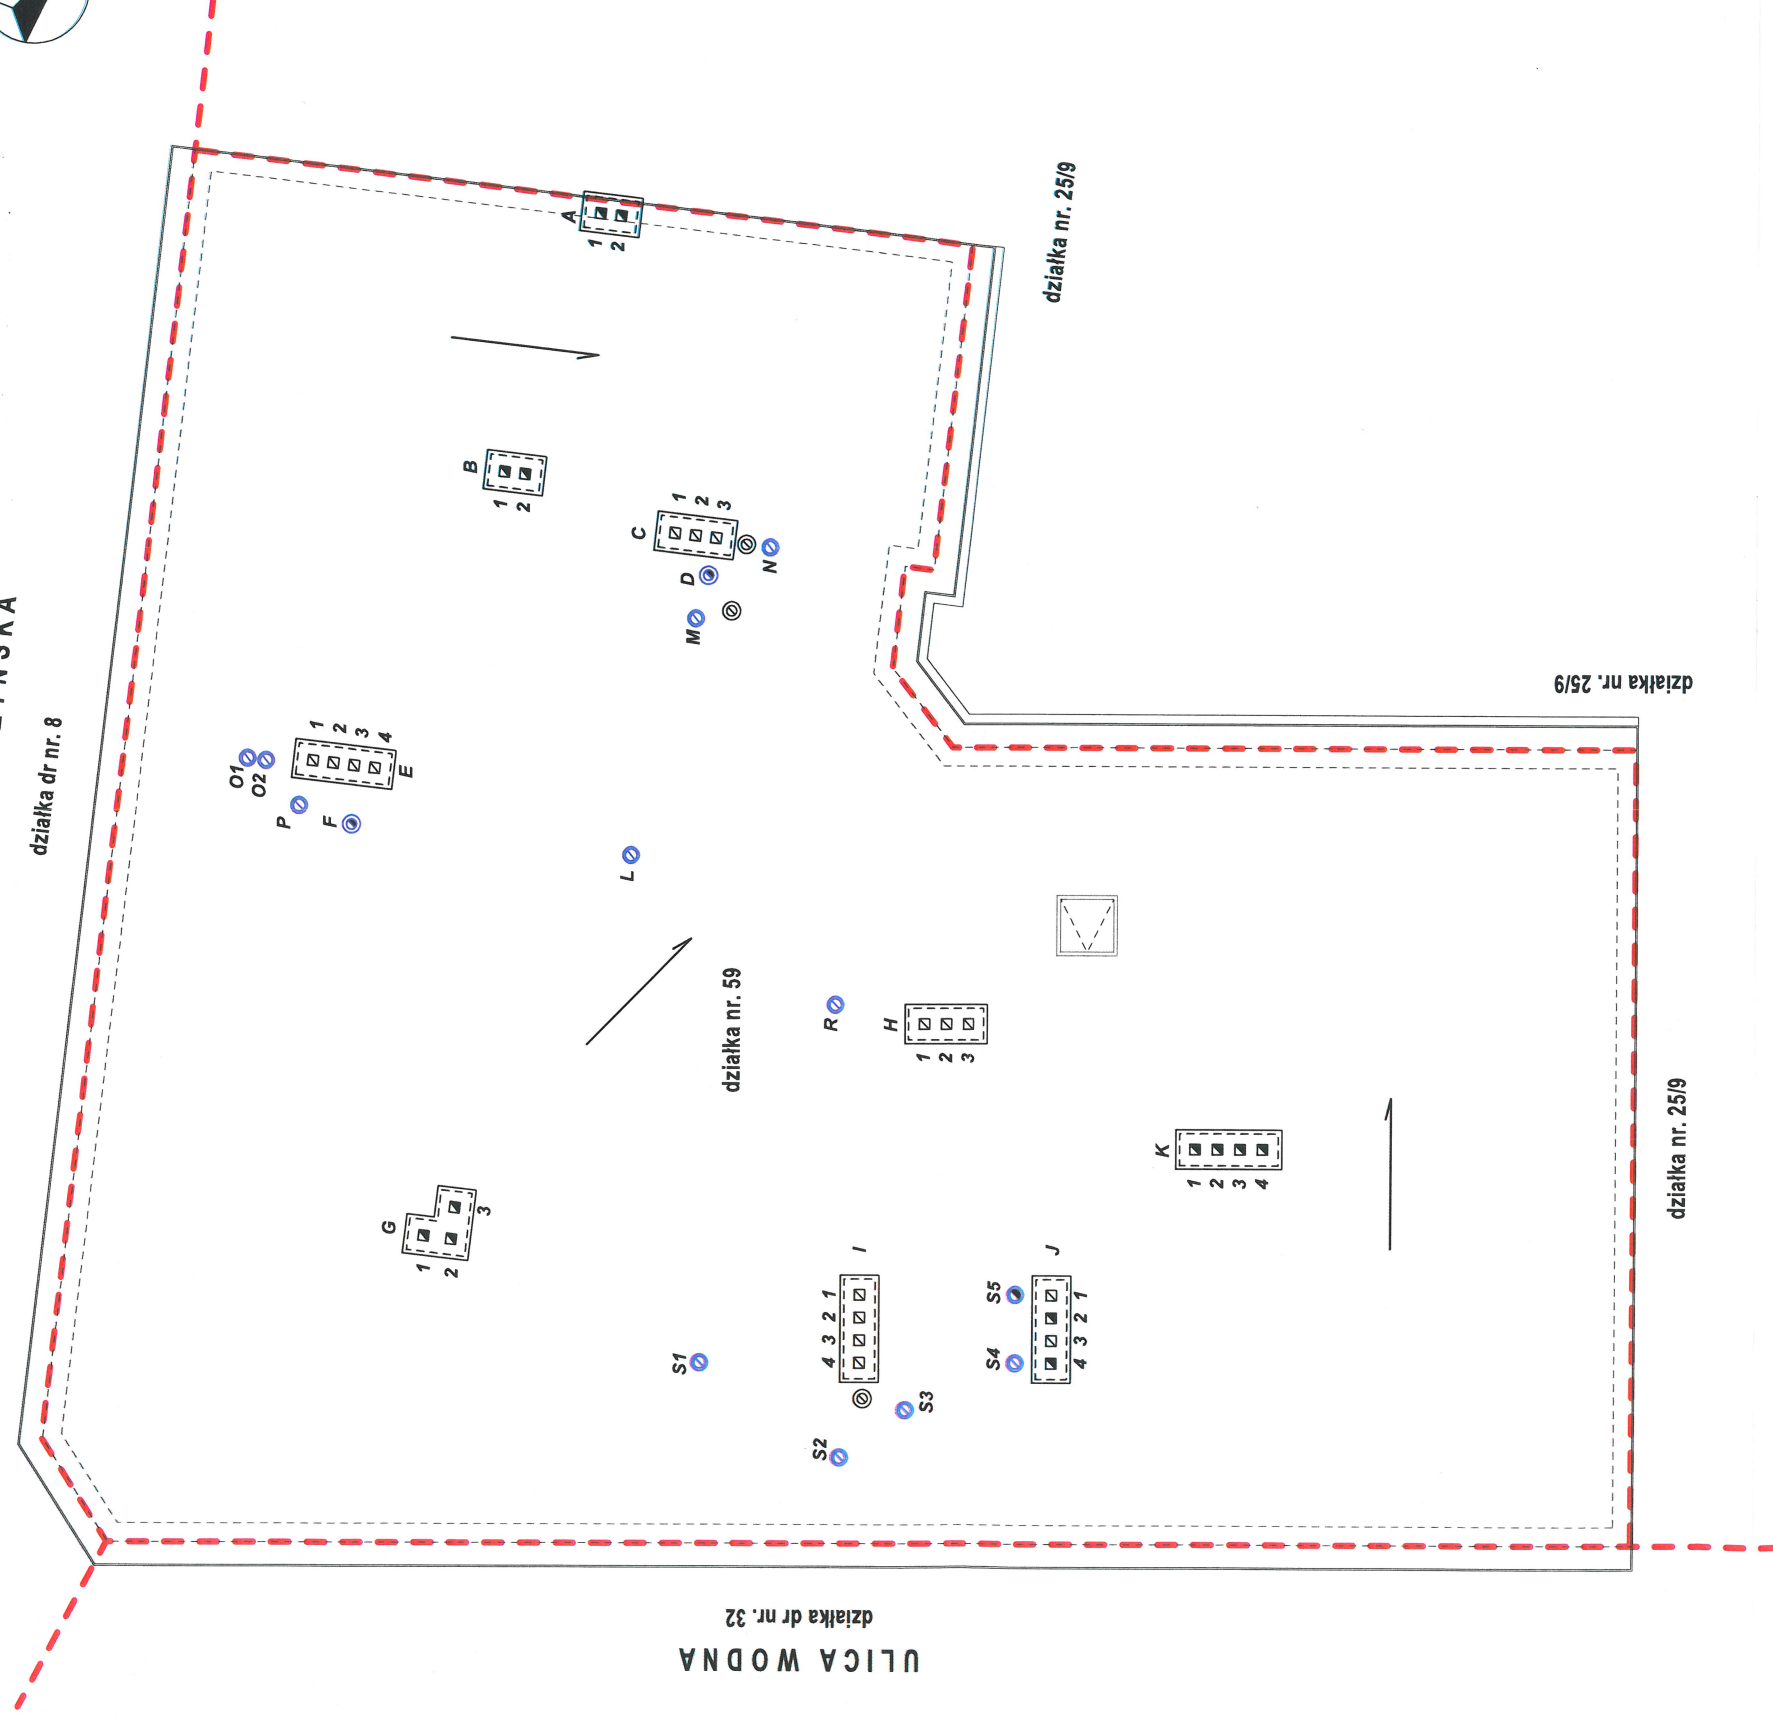 działka dr nr. 8
działka nr. 25/9
A
1
2
B
1
2
C
1
2
3
D
M
N
O1
O2
P
F
1
2
3
4
E
L
działka nr. 25/9
działka nr. 59
R
H
1
2
3
K
1
2
3
4
G
1
2
3
I
1
2
3
4
J
1
2
3
4
S1
S2
S3
S4
S5
działka nr. 25/9
działka dr nr. 32
ULICA WODNA